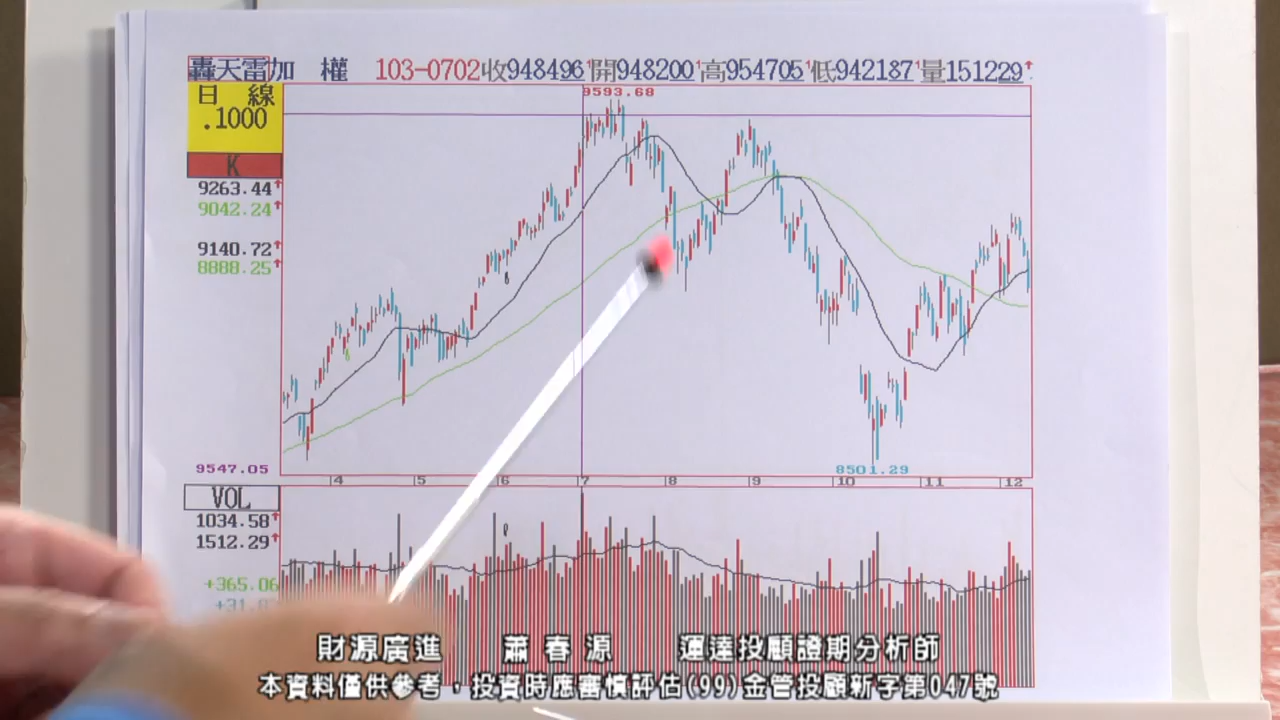 轟天雷加 權 103-0702收948496開948200高954705低942187量151229
日 線
.1000
9593.68
K
9263.44
9042.24
9140.72
8888.25
9547.05
8501.29
4 5 6 7 8 9 10 11 12
VOL
1034.58
1512.29
+365.06
財源廣進 蕭春源 運達投顧證期分析師
本資料僅供參考，投資時應審慎評估(99)金管投顧新字第047號